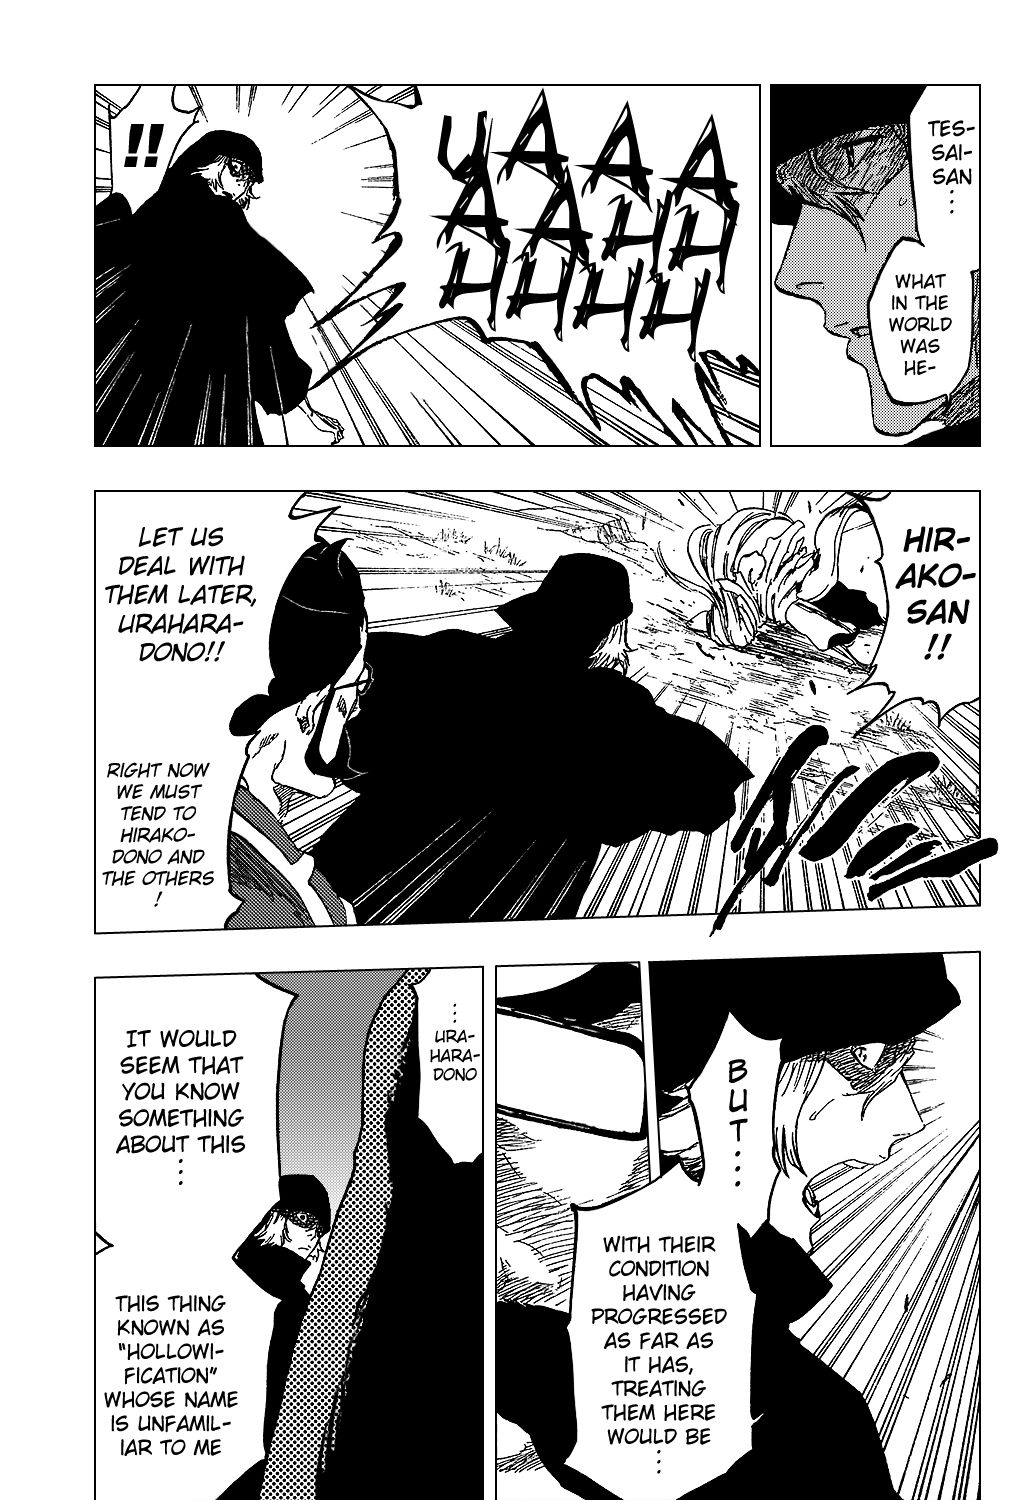 TES-
SAI-
SAN
...
WHAT
IN THE
WORLD
WAS
HE-
UAAAA
AAHH
HHHH
!!
HIR-
AKO-
SAN
!!
LET US
DEAL WITH
THEM LATER,
URAHARA-
DONO!!
RIGHT NOW
WE MUST
TEND TO
HIRAKO-
DONO AND
THE OTHERS
!
BUT...
WITH THEIR
CONDITION
HAVING
PROGRESSED
AS FAR AS
IT HAS,
TREATING
THEM HERE
WOULD BE
...
...
URA-
HARA-
DONO
IT WOULD
SEEM THAT
YOU KNOW
SOMETHING
ABOUT THIS
...
THIS THING
KNOWN AS
"HOLLOWI-
FICATION"
WHOSE NAME
IS UNFAMIL-
IAR TO ME